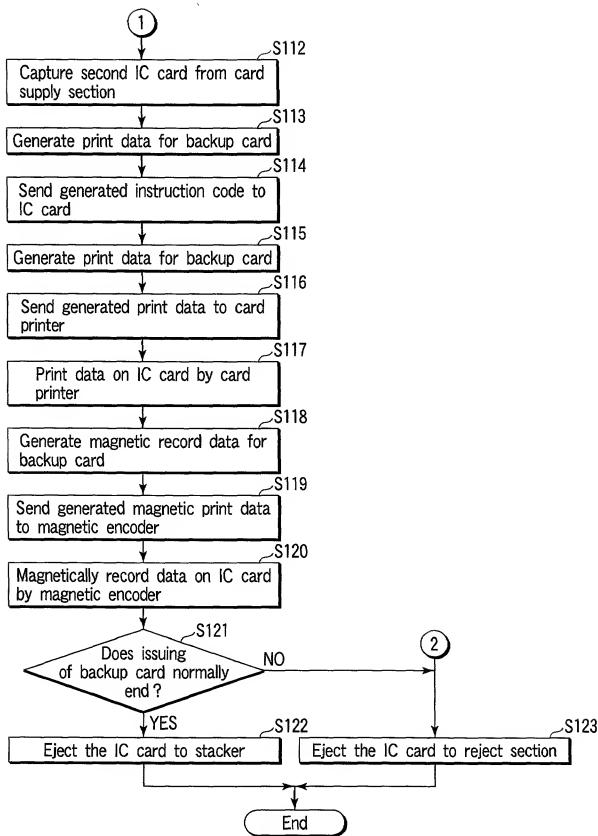 1
S112
Capture second IC card from card
supply section
S113
Generate print data for backup card
S114
Send generated instruction code to
IC card
S115
Generate print data for backup card
S116
Send generated print data to card
printer
S117
Print data on IC card by card
printer
S118
Generate magnetic record data for
backup card
S119
Send generated magnetic print data
to magnetic encoder
S120
Magnetically record data on IC card
by magnetic encoder
S121
Does issuing
of backup card normally
end ?
NO
2
YES
S122
Eject the IC card to stacker
S123
Eject the IC card to reject section
End